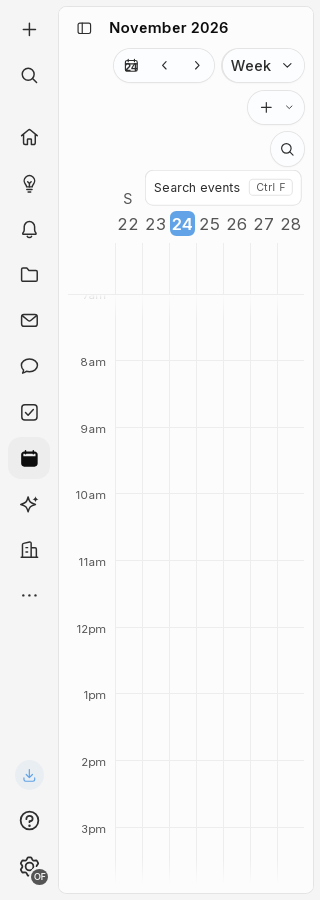 November 2026
24
Week
Search events Ctrl F
S
22 23 24 25 26 27 28
8am
9am
10am
11am
12pm
1pm
2pm
3pm
OF